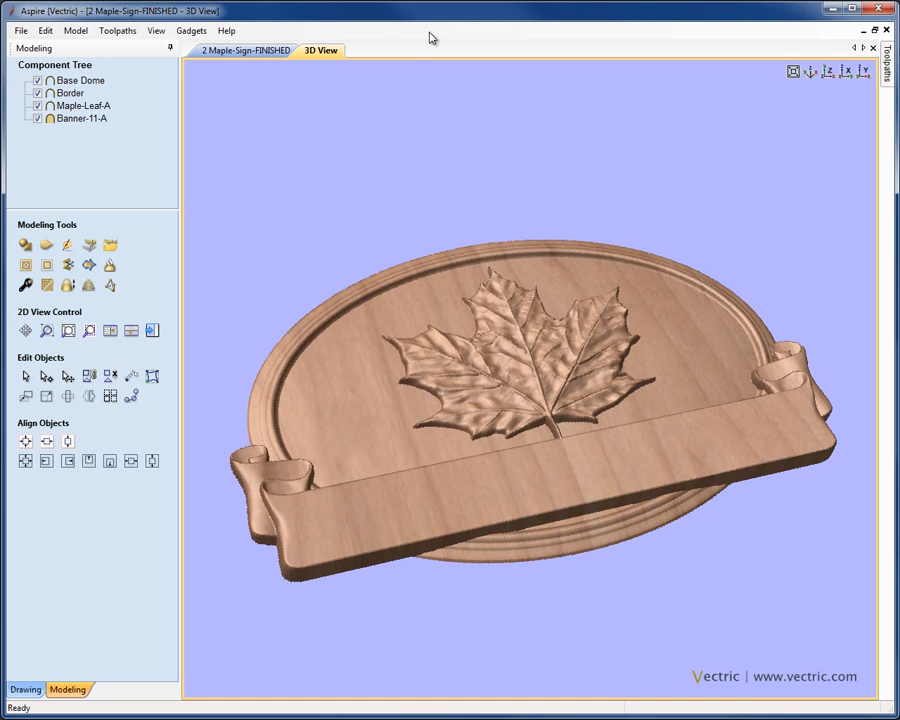 Aspire (Vectric) - [2 Maple-Sign-FINISHED - 3D View]
File Edit Model Toolpaths View Gadgets Help
Modeling
2 Maple-Sign-FINISHED 3D View
Toolpaths
Component Tree
Base Dome
Border
Maple-Leaf-A
Banner-11-A
Z X Y
Modeling Tools
2D View Control
Edit Objects
Align Objects
Vectric | www.vectric.com
Drawing Modeling
Ready